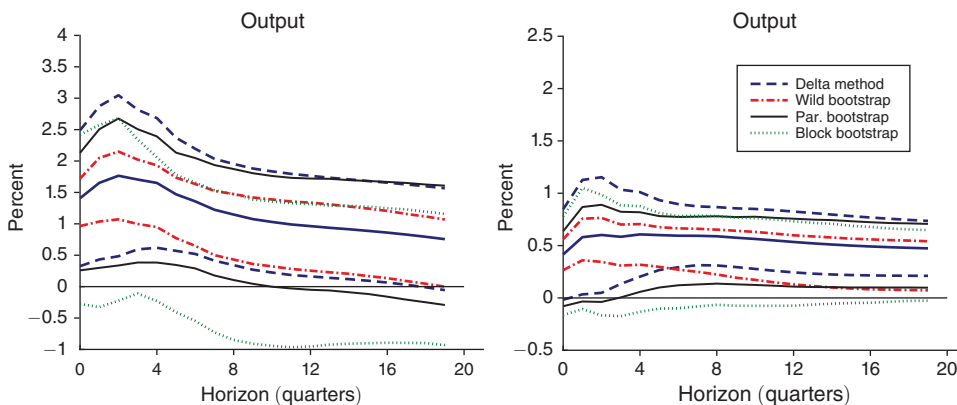 Output
4
3.5
3
2.5
2
1.5
1
0.5
0
−0.5
−1
Percent
0 4 8 12 16 20
Horizon (quarters)
Output
2.5
2
1.5
1
0.5
0
−0.5
Percent
Delta method
Wild bootstrap
Par. bootstrap
Block bootstrap
0 4 8 12 16 20
Horizon (quarters)